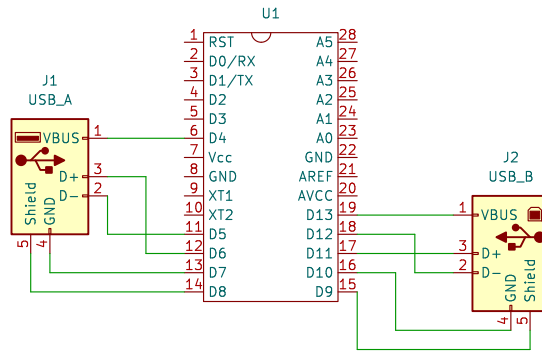 U1
1 RST A5 28
2 D0/RX A4 27
3 D1/TX A3 26
4 D2 A2 25
5 D3 A1 24
6 D4 A0 23
7 Vcc GND 22
8 GND AREF 21
9 XT1 AVCC 20
10 XT2 D13 19
11 D5 D12 18
12 D6 D11 17
13 D7 D10 16
14 D8 D9 15
J1
USB_A
VBUS 1
D+ 3
D- 2
Shield 5
GND 4
J2
USB_B
1 VBUS
3 D+
2 D-
GND 4
Shield 5